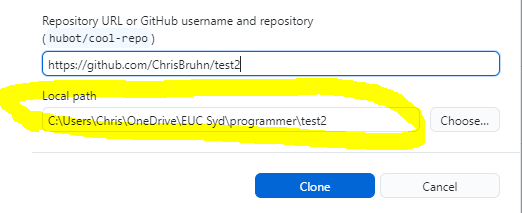 Repository URL or GitHub username and repository
(hubot/cool-repo)
https://github.com/ChrisBruhn/test2
Local path
C:\Users\Chris\OneDrive\EUC Syd\programmer\test2
Choose...
Clone
Cancel